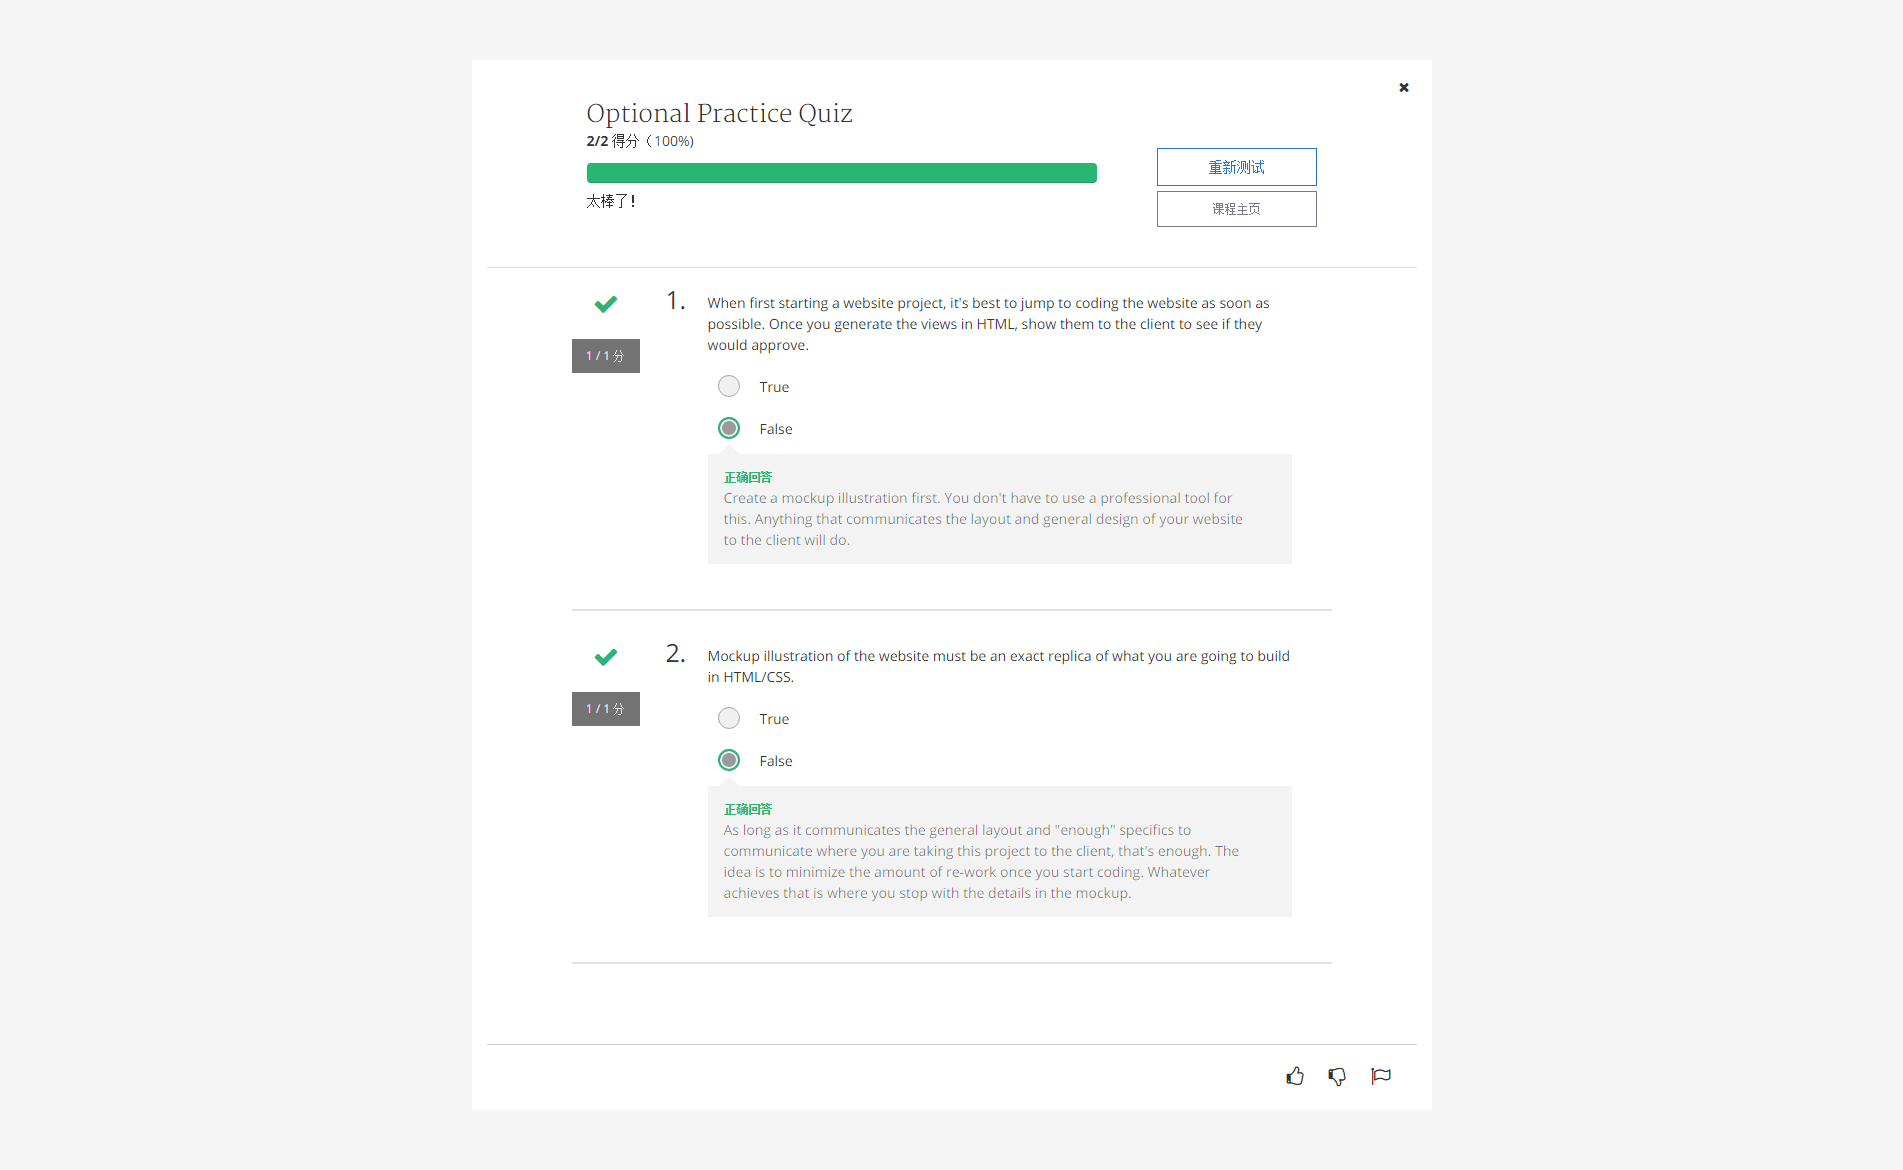 Optional Practice Quiz
2/2 得分（100%)
重新测试
太棒了!
课程主页
1. When first starting a website project, it's best to jump to coding the website as soon as
possible. Once you generate the views in HTML, show them to the client to see if they
would approve.
1 / 1 分
True
False
正确回答
Create a mockup illustration first. You don't have to use a professional tool for
this. Anything that communicates the layout and general design of your website
to the client will do.
2. Mockup illustration of the website must be an exact replica of what you are going to build
in HTML/CSS.
1 / 1 分
True
False
正确回答
As long as it communicates the general layout and "enough" specifics to
communicate where you are taking this project to the client, that's enough. The
idea is to minimize the amount of re-work once you start coding. Whatever
achieves that is where you stop with the details in the mockup.